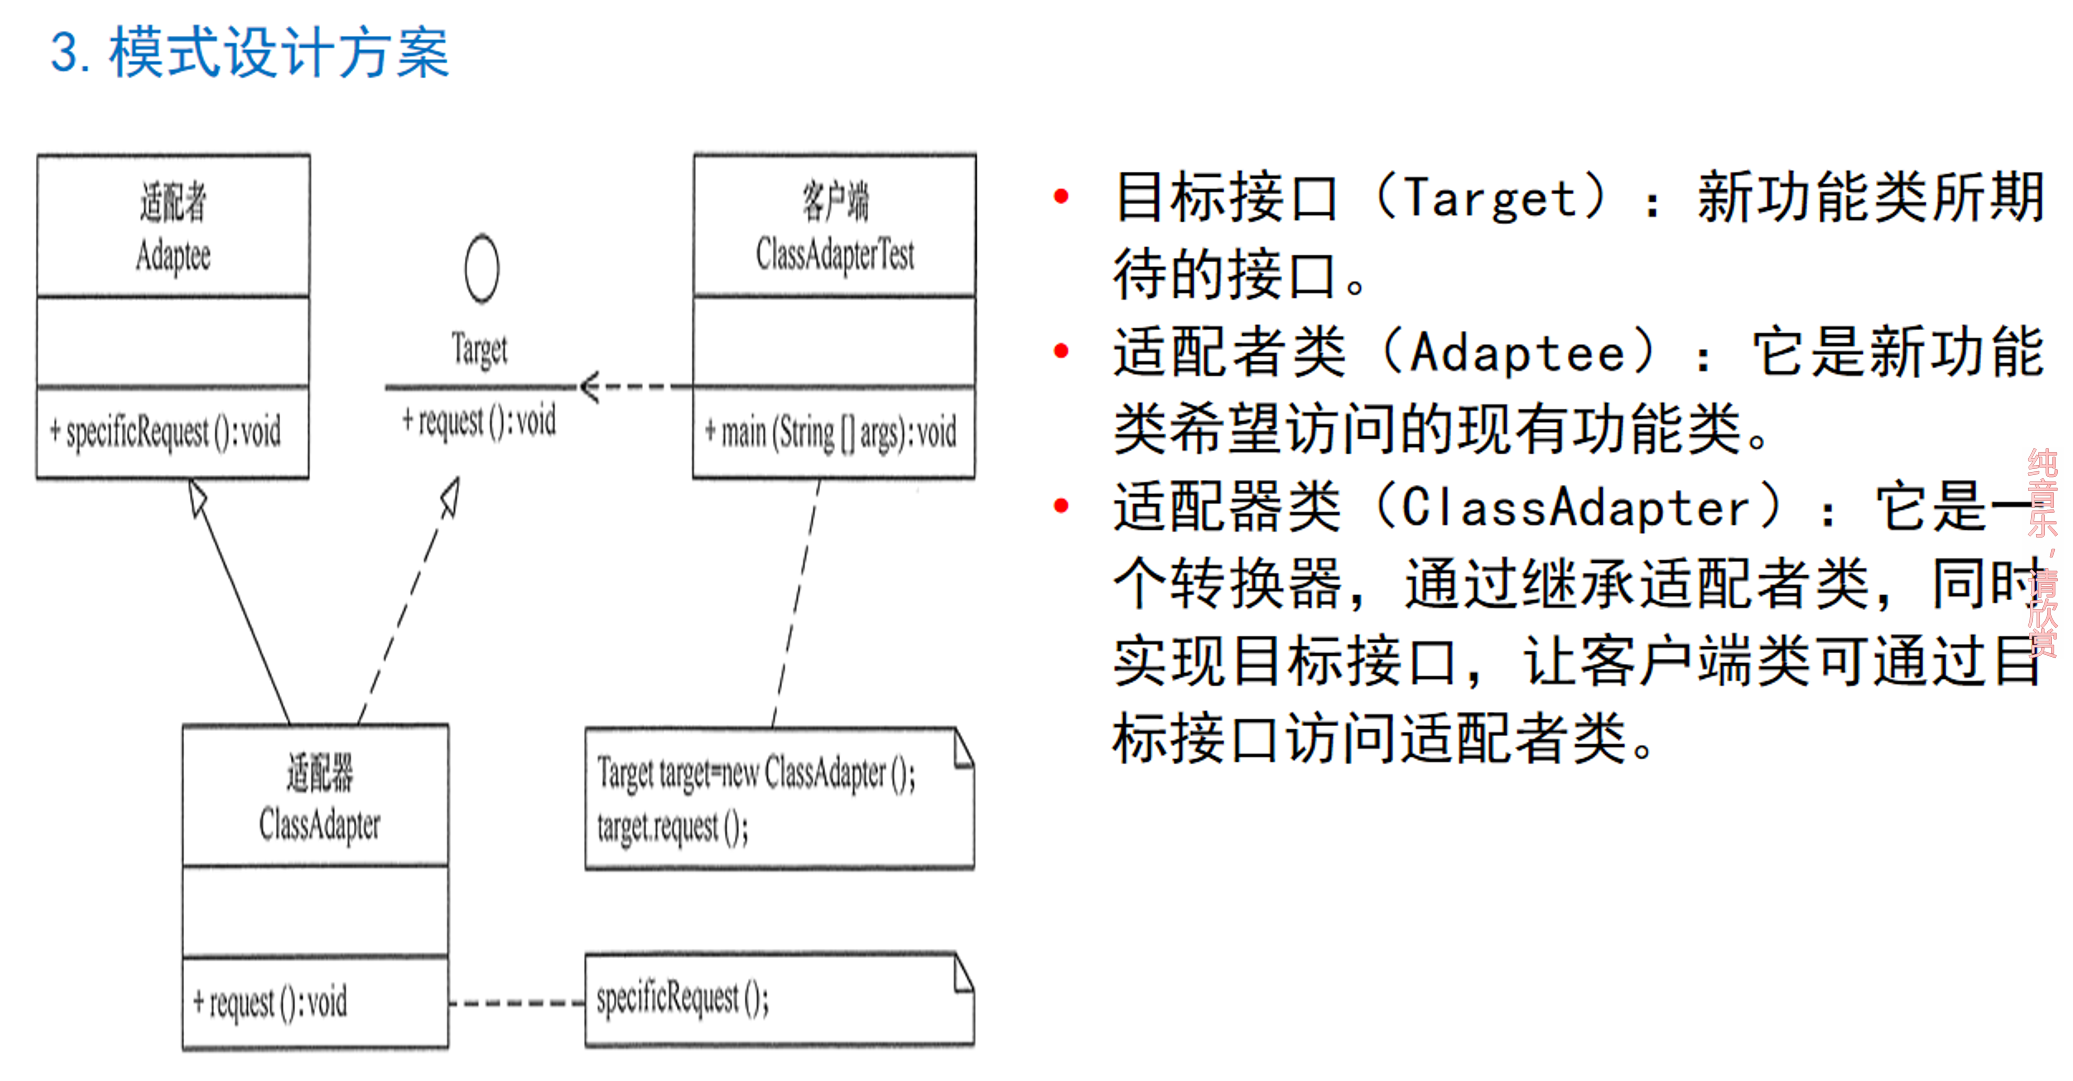 3. 模式设计方案
适配者
Adaptee
+ specificRequest (): void
Target
+ request (): void
客户端
ClassAdapterTest
+ main (String [] args): void
适配器
ClassAdapter
+ request (): void
Target target=new ClassAdapter ();
target.request ();
specificRequest ();
• 目标接口（Target）：新功能类所期
待的接口。
• 适配者类（Adaptee）：它是新功能
类希望访问的现有功能类。
• 适配器类（ClassAdapter）：它是一
个转换器，通过继承适配者类，同时
实现目标接口，让客户端类可通过目
标接口访问适配者类。
纯音乐，请欣赏